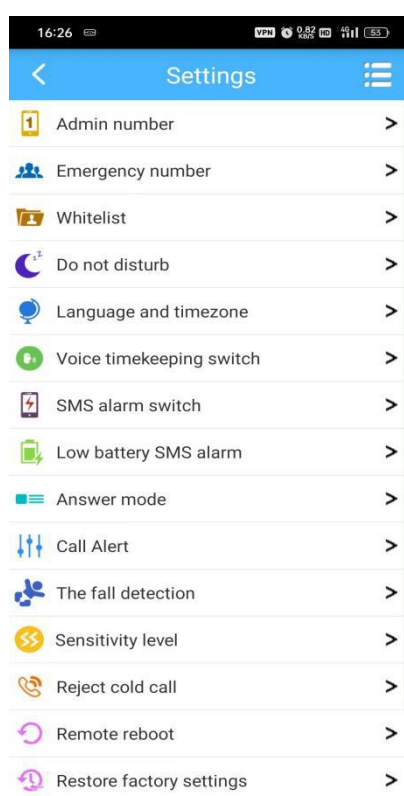 16:26 VPN 0.82 KB/S HD 4G 53
Settings
1 Admin number
Emergency number
Whitelist
Do not disturb
Language and timezone
Voice timekeeping switch
SMS alarm switch
Low battery SMS alarm
Answer mode
Call Alert
The fall detection
Sensitivity level
Reject cold call
Remote reboot
Restore factory settings